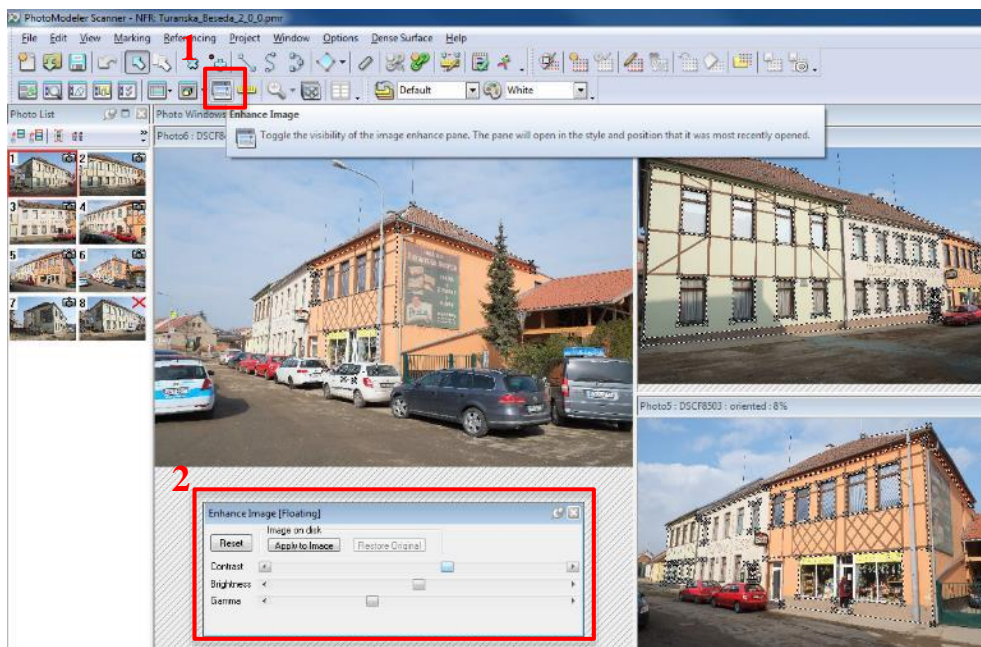 PhotoModeler Scanner - NFR: Turanska_Beseda_2_0_0.pmr
File Edit View Marking Referencing Project Window Options Dense Surface Help
1
Default
White
Photo List
Photo Windows
Enhance Image
Photo6 : DSCF8
Toggle the visibility of the image enhance pane. The pane will open in the style and position that it was most recently opened.
1 2
3 4
5 6
7 8
Photo5 : DSCF8503 : oriented : 8%
2
Enhance Image [Floating]
Image on disk
Reset Apply to Image Restore Original
Contrast
Brightness
Gamma